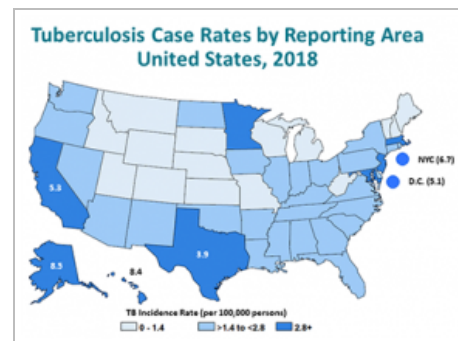 Tuberculosis Case Rates by Reporting Area
United States, 2018
NYC (6.7)
D.C. (5.1)
5.3
3.9
8.5
8.4
TB Incidence Rate (per 100,000 persons)
0 - 1.4
>1.4 to <2.8
2.8+